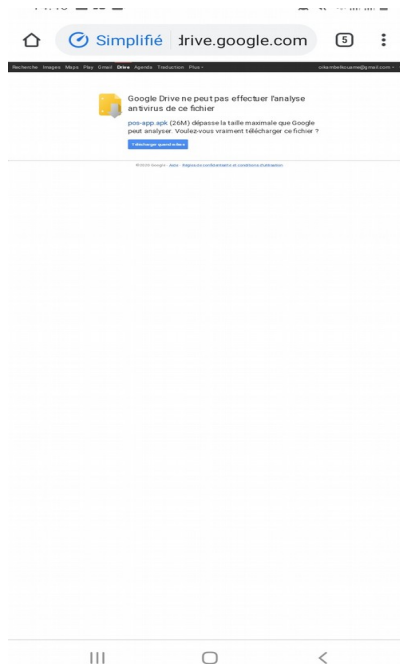 Simplifié drive.google.com 5
Recherche Images Maps Play Gmail Drive Agenda Traduction Plus
Google Drive ne peut pas effectuer l'analyse
antivirus de ce fichier
pos-app.apk (26M) dépasse la taille maximale que Google
peut analyser. Voulez-vous vraiment télécharger ce fichier ?
Télécharger quand même